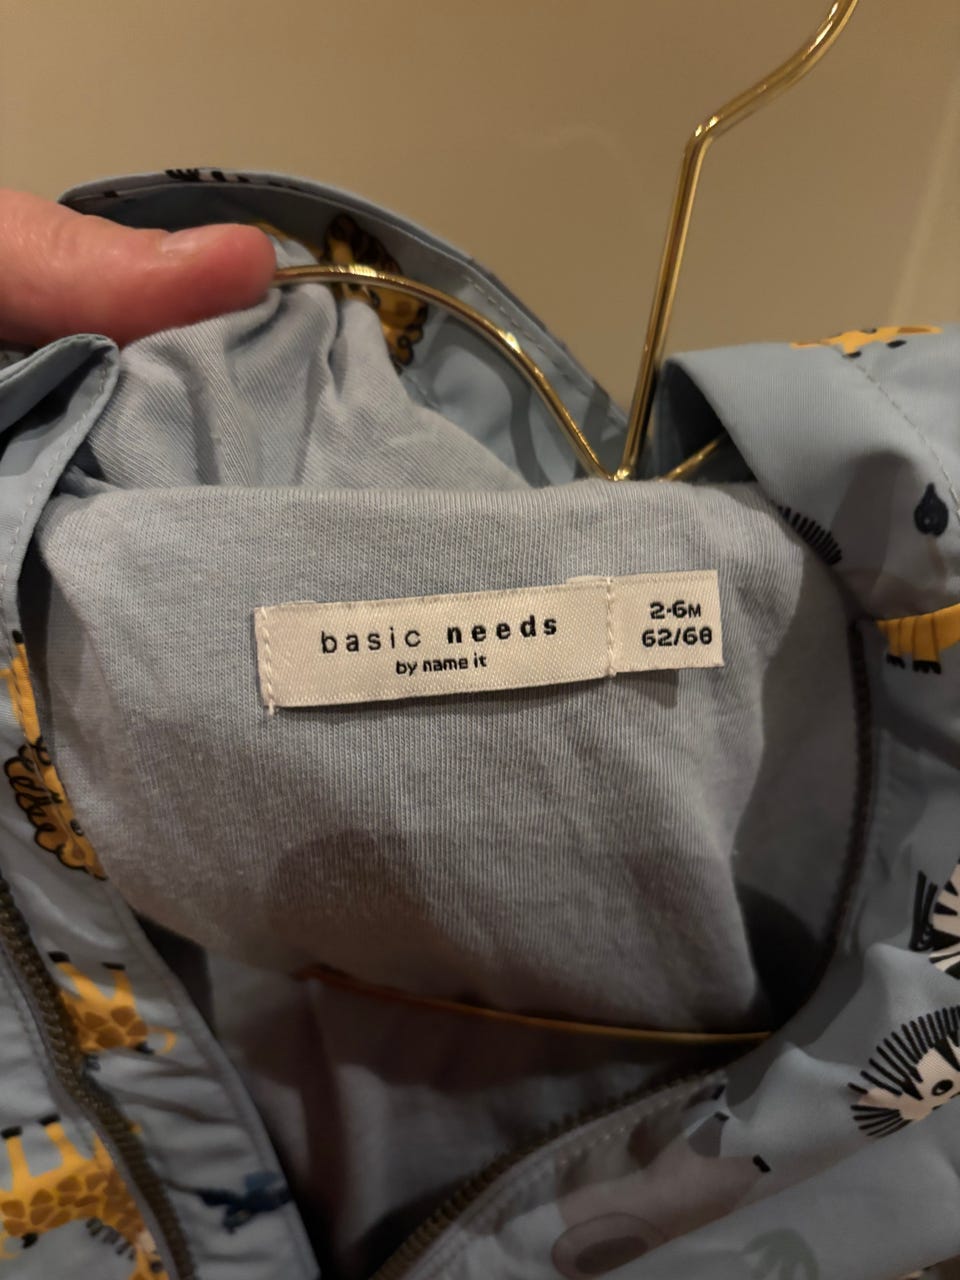 basic needs
by name it
2-6M
62/68